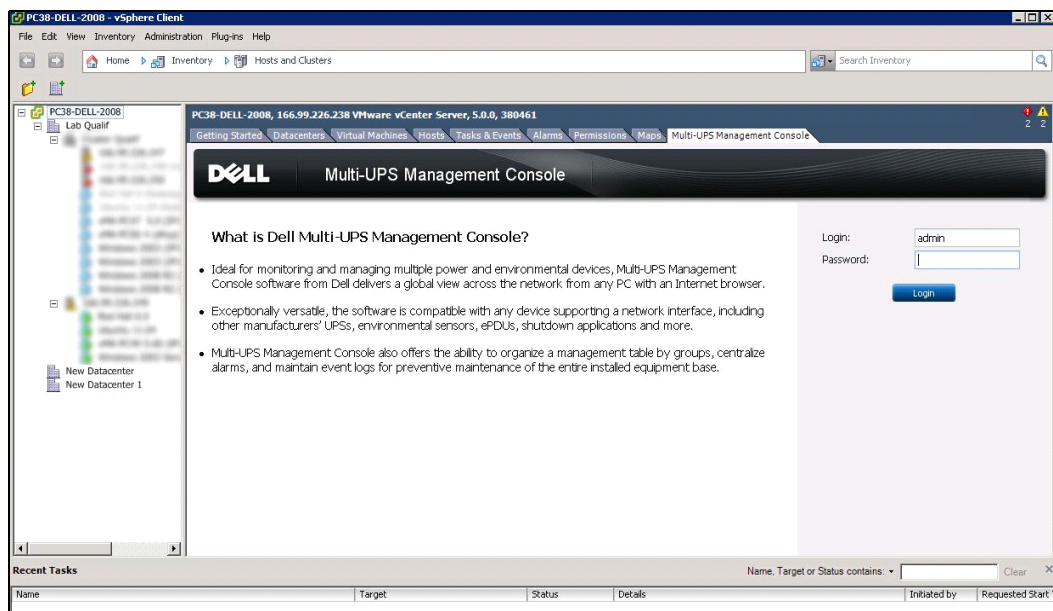 PC38-DELL-2008 - vSphere Client
File Edit View Inventory Administration Plug-ins Help
Home Inventory Hosts and Clusters
Search Inventory
PC38-DELL-2008
Lab Qualif
New Datacenter
New Datacenter 1
PC38-DELL-2008, 166.99.226.238 VMware vCenter Server, 5.0.0, 380461
2 2
Getting Started Datacenters Virtual Machines Hosts Tasks & Events Alarms Permissions Maps Multi-UPS Management Console
DELL Multi-UPS Management Console
What is Dell Multi-UPS Management Console?
• Ideal for monitoring and managing multiple power and environmental devices, Multi-UPS Management
Console software from Dell delivers a global view across the network from any PC with an Internet browser.
• Exceptionally versatile, the software is compatible with any device supporting a network interface, including
other manufacturers' UPSs, environmental sensors, ePDUs, shutdown applications and more.
• Multi-UPS Management Console also offers the ability to organize a management table by groups, centralize
alarms, and maintain event logs for preventive maintenance of the entire installed equipment base.
Login: admin
Password:
Login
Recent Tasks
Name, Target or Status contains: Clear
Name Target Status Details Initiated by Requested Start